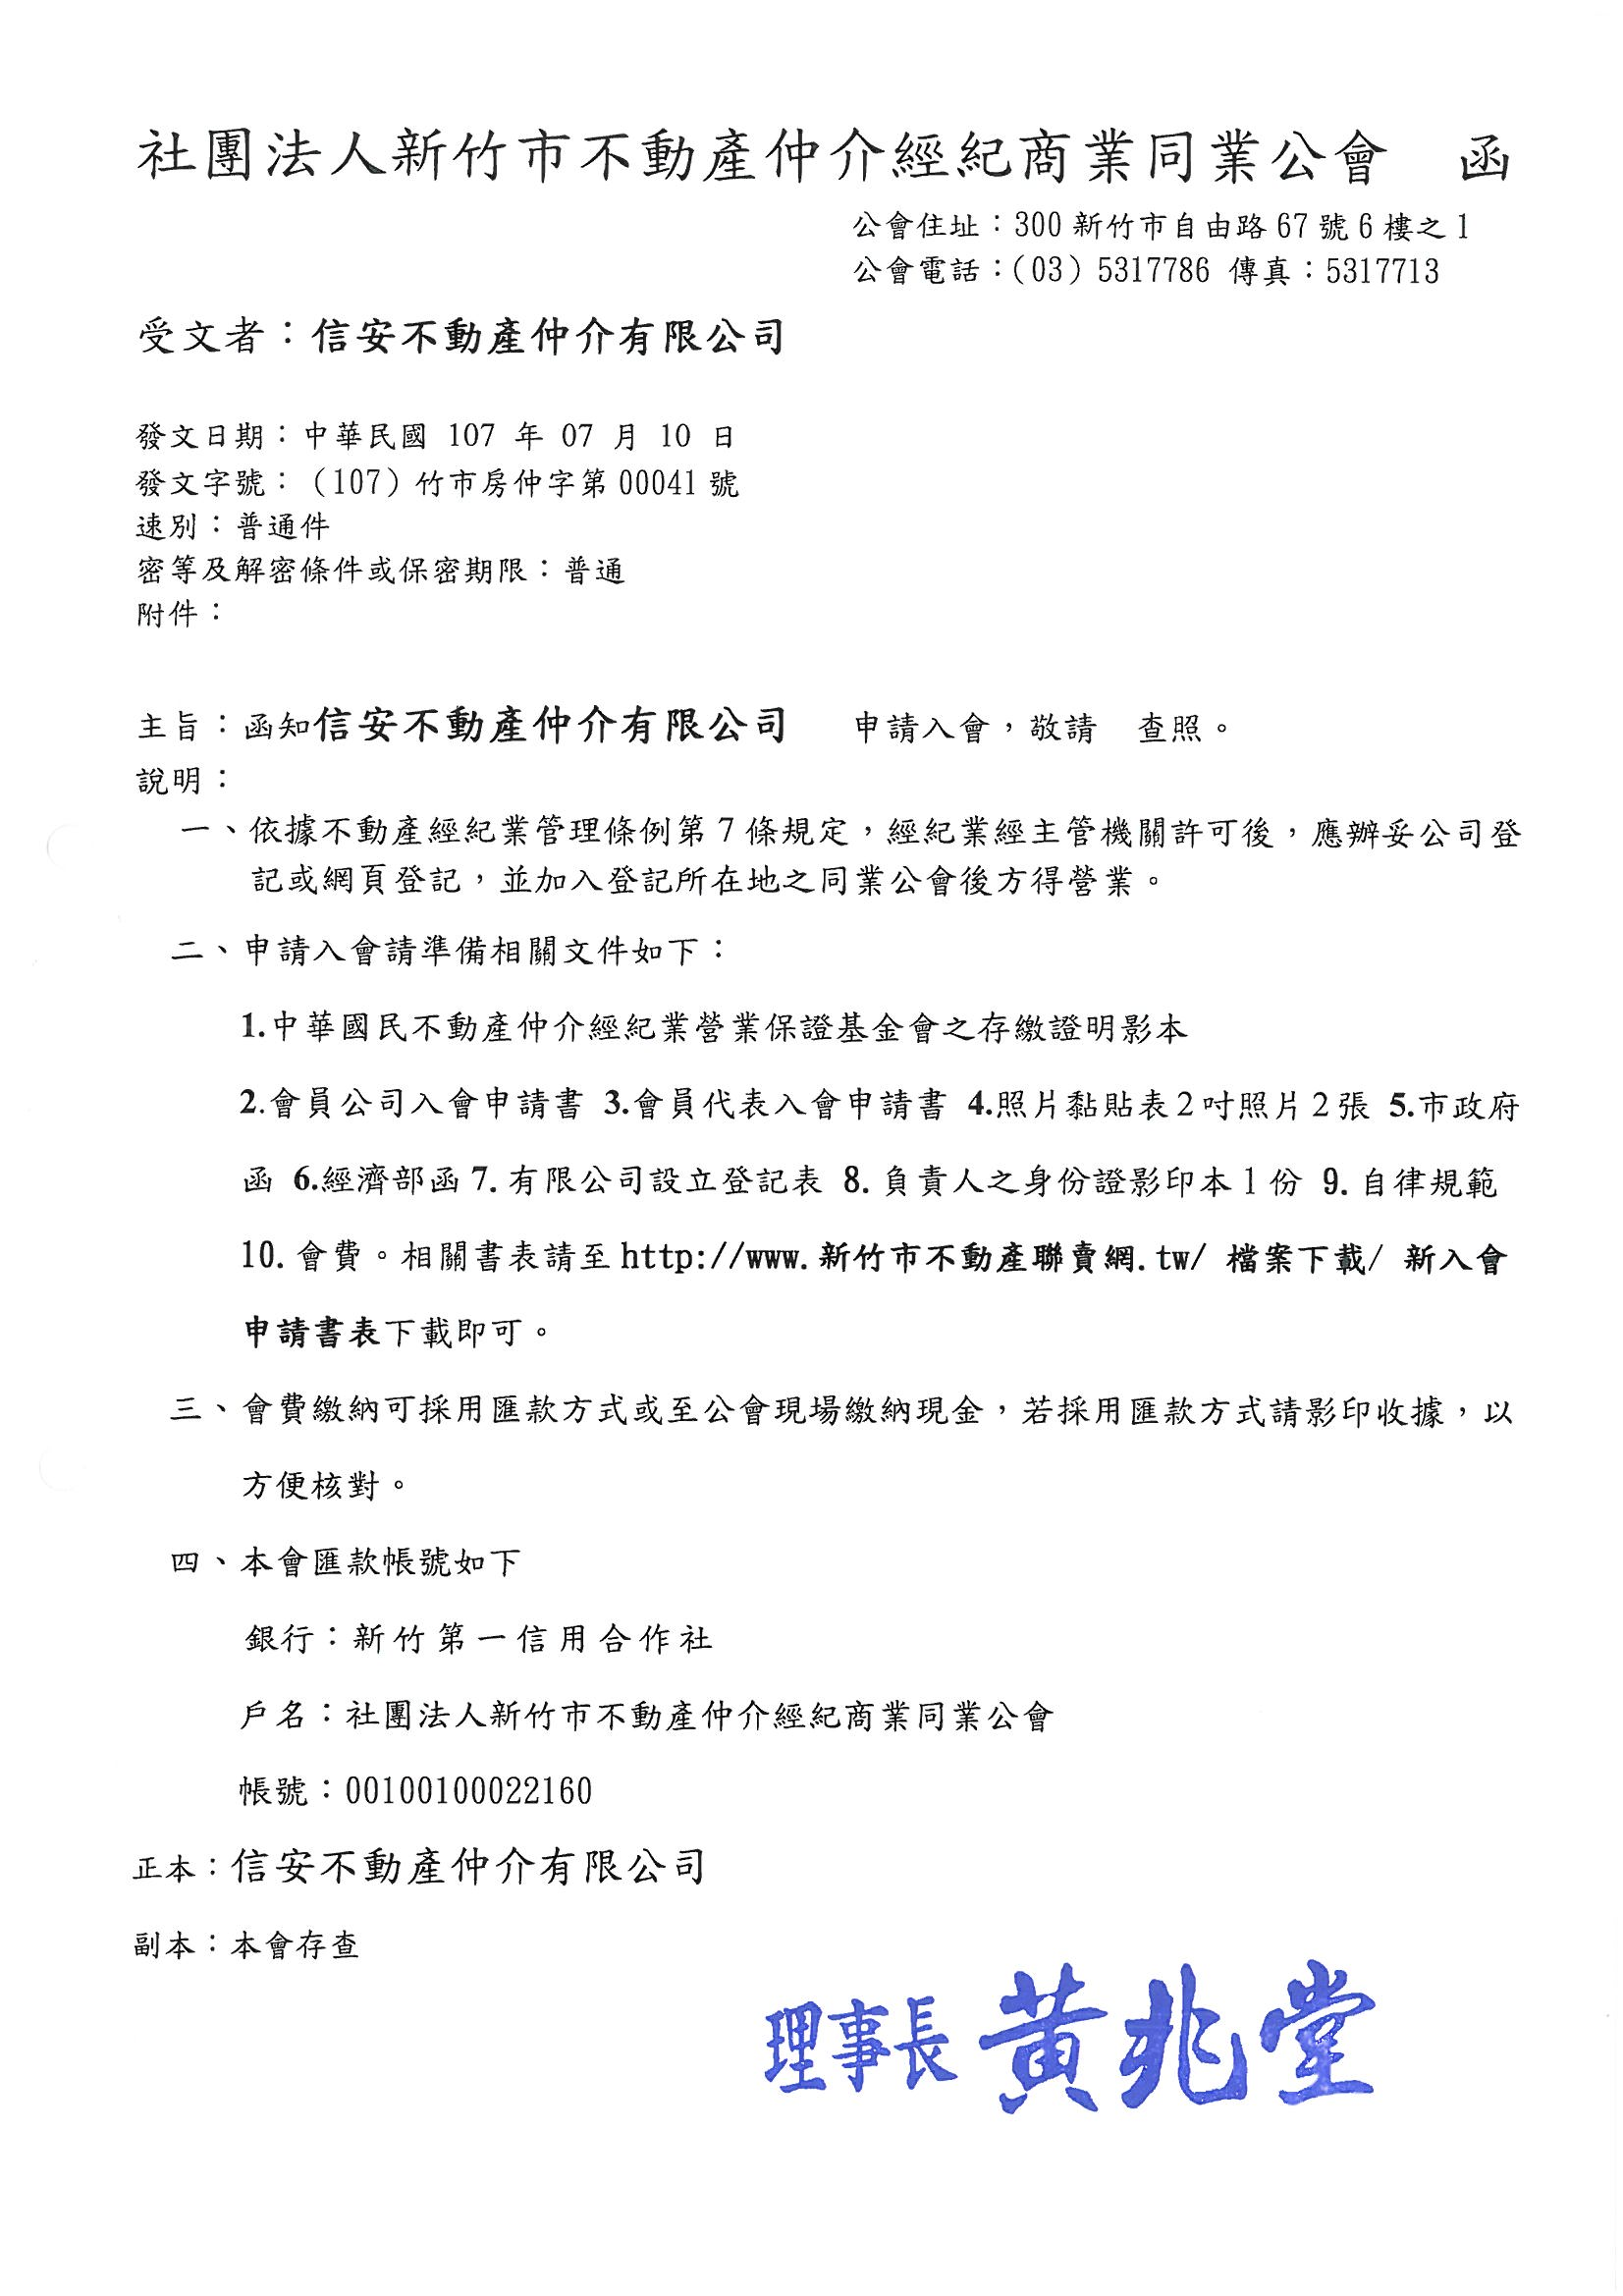 社團法人新竹市不動產仲介經紀商業同業公會　函
公會住址：300 新竹市自由路 67 號 6 樓之 1
公會電話：(03) 5317786 傳真：5317713
受文者：信安不動產仲介有限公司
發文日期：中華民國 107 年 07 月 10 日
發文字號：（107）竹市房仲字第 00041 號
速別：普通件
密等及解密條件或保密期限：普通
附件：
主旨：函知信安不動產仲介有限公司　申請入會，敬請　查照。
說明：
一、依據不動產經紀業管理條例第 7 條規定，經紀業經主管機關許可後，應辦妥公司登
記或網頁登記，並加入登記所在地之同業公會後方得營業。
二、申請入會請準備相關文件如下：
1.中華國民不動產仲介經紀業營業保證基金會之存繳證明影本
2.會員公司入會申請書 3.會員代表入會申請書 4.照片黏貼表 2 吋照片 2 張 5.市政府
函 6.經濟部函 7. 有限公司設立登記表 8. 負責人之身份證影印本 1 份 9. 自律規範
10. 會費。相關書表請至 http://www.新竹市不動產聯賣網.tw/ 檔案下載/ 新入會
申請書表下載即可。
三、會費繳納可採用匯款方式或至公會現場繳納現金，若採用匯款方式請影印收據，以
方便核對。
四、本會匯款帳號如下
銀行：新竹第一信用合作社
戶名：社團法人新竹市不動產仲介經紀商業同業公會
帳號：00100100022160
正本：信安不動產仲介有限公司
副本：本會存查
理事長 黃兆堂